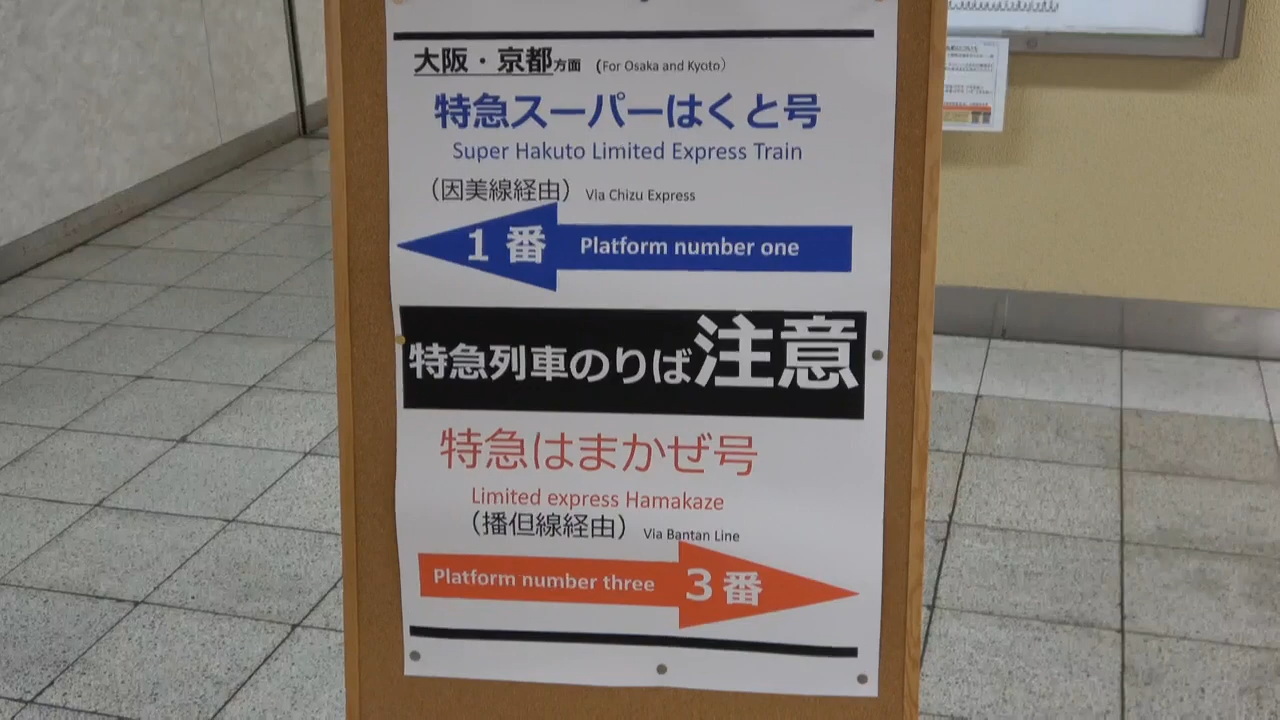 大阪・京都方面 (For Osaka and Kyoto)
特急スーパーはくと号
Super Hakuto Limited Express Train
（因美線経由） Via Chizu Express
1番 Platform number one
特急列車のりば注意
特急はまかぜ号
Limited express Hamakaze
（播但線経由） Via Bantan Line
Platform number three 3番